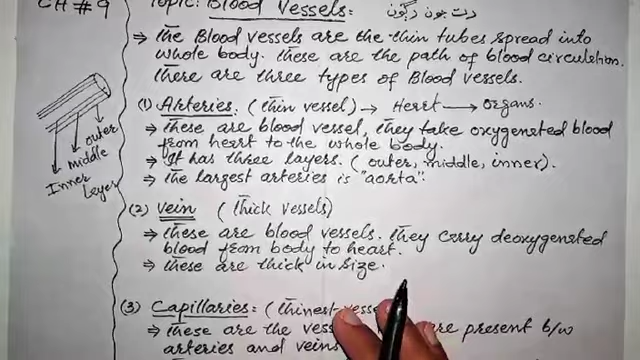 CH # 9
Topic: Blood Vessels:
→ The Blood vessels are the thin tubes spread into
whole body. These are the path of blood circulation.
There are three types of Blood vessels.
(1) Arteries. (thin vessel) → Heart → Organs.
→ These are blood vessel, they take oxygenated blood
from heart to the whole body.
→ It has three layers. (outer, middle, inner).
→ The largest arteries is "aorta".
outer
middle
Inner
Layer
(2) Vein (Thick vessels)
→ These are blood vessels. They carry deoxygenated
blood from body to heart.
→ These are thick in size.
(3) Capillaries: (Thinest
→ These are the are present b/w
arteries and veins